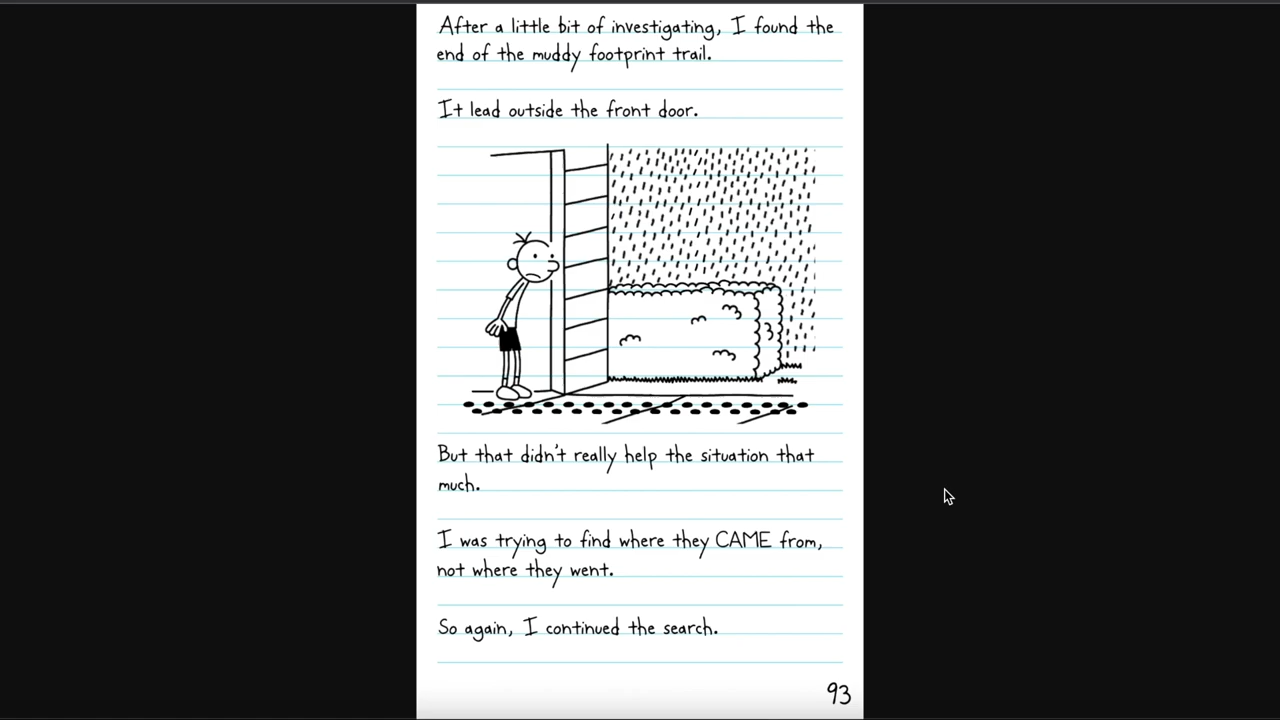 After a little bit of investigating, I found the
end of the muddy footprint trail.
It lead outside the front door.
But that didn't really help the situation that
much.
I was trying to find where they CAME from,
not where they went.
So again, I continued the search.
93